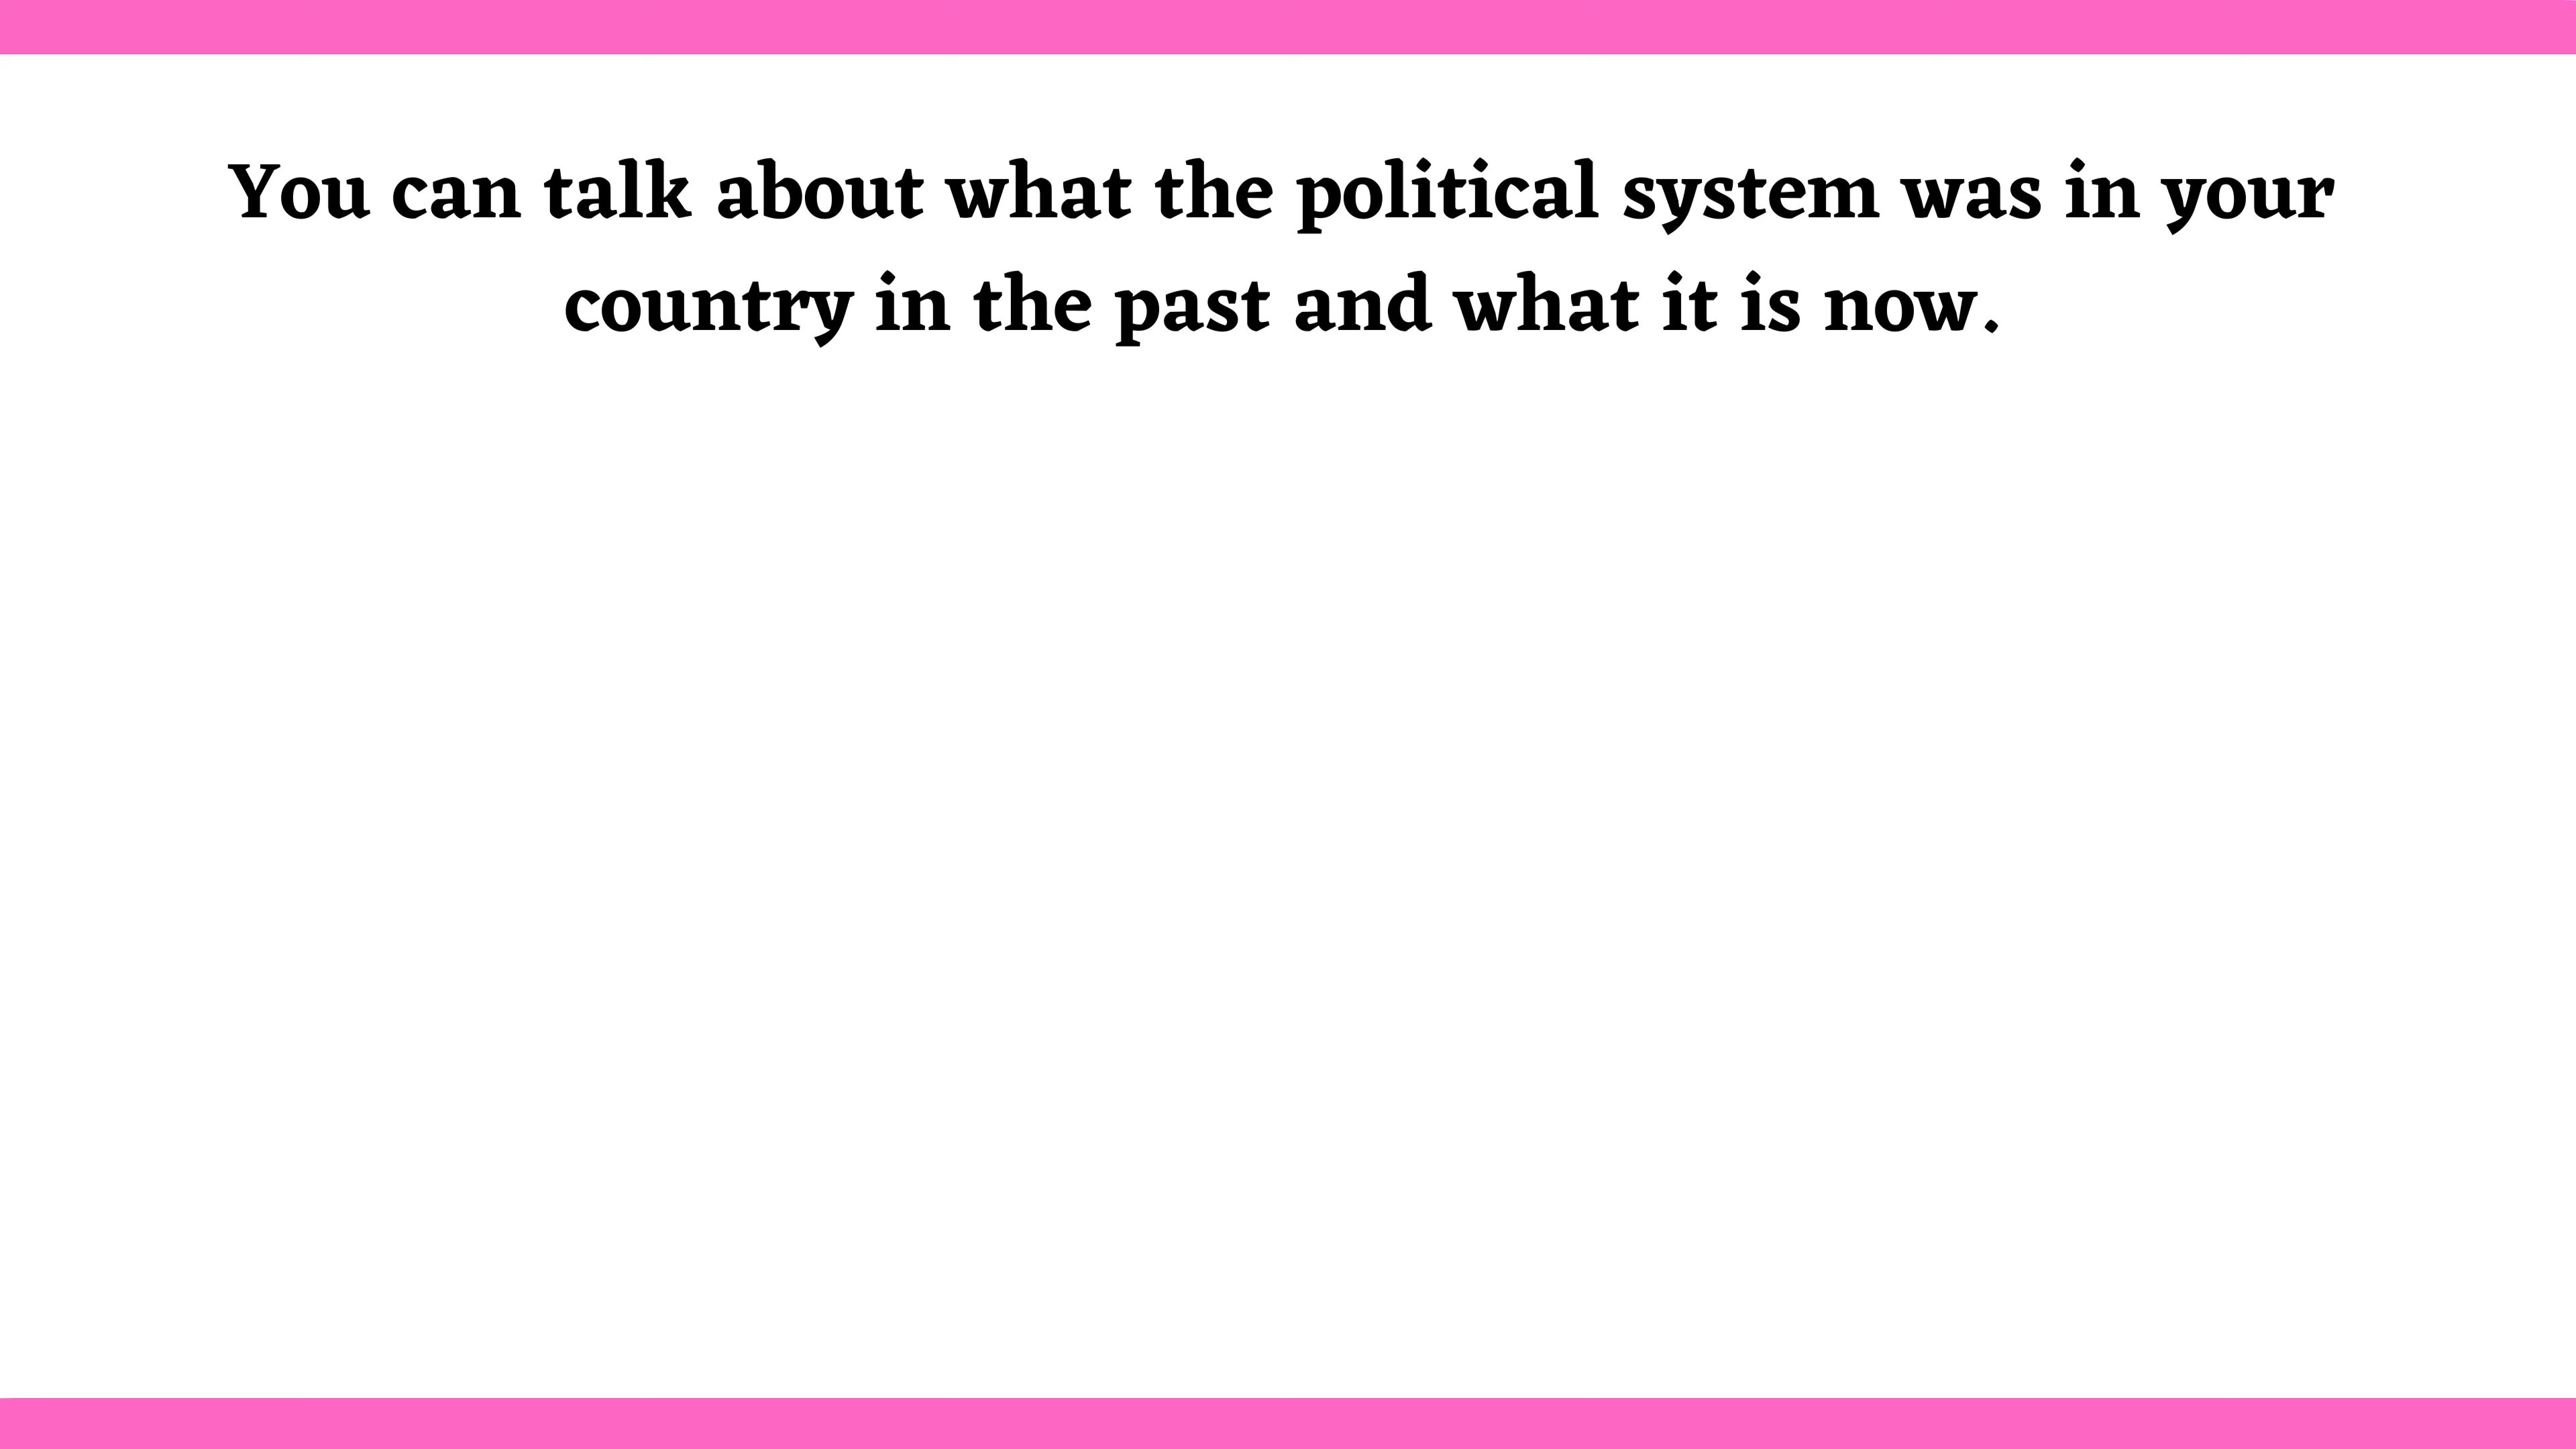 You can talk about what the political system was in your
country in the past and what it is now.